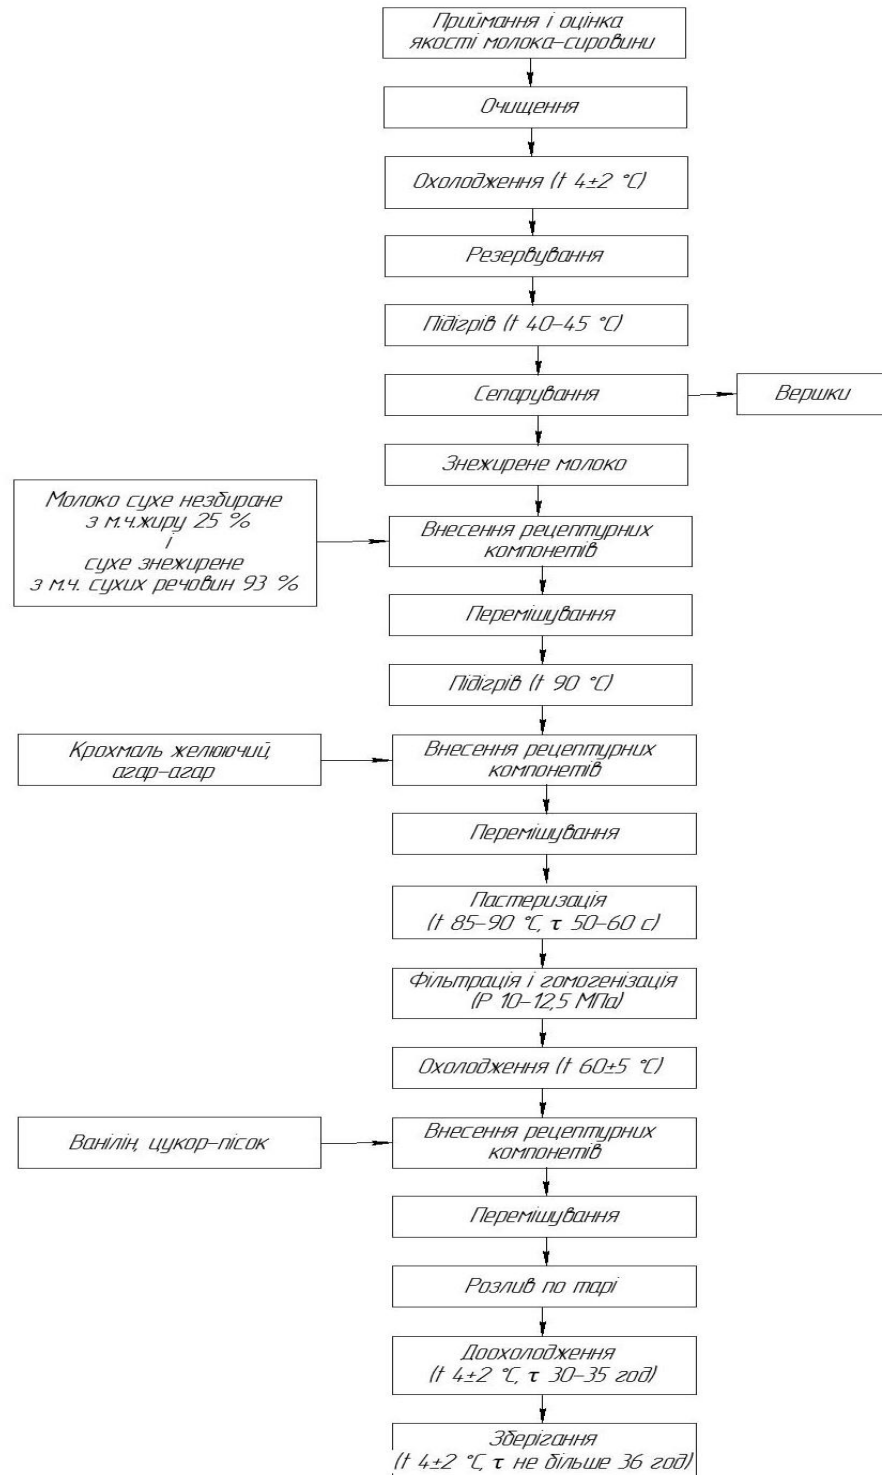 Приймання і оцінка
якості молока-сировини
Очищення
Охолодження (t 4±2 °C)
Резервування
Підігрів (t 40-45 °C)
Сепарування
Вершки
Знежирене молоко
Молоко сухе незбиране
з м.ч.жиру 25 %
і
сухе знежирене
з м.ч. сухих речовин 93 %
Внесення рецептурних
компонетів
Перемішування
Підігрів (t 90 °C)
Крохмаль желюючий,
агар-агар
Внесення рецептурних
компонетів
Перемішування
Пастеризація
(t 85-90 °C, τ 50-60 с)
Фільтрація і гомогенізація
(P 10-12,5 МПа)
Охолодження (t 60±5 °C)
Ванілін, цукор-пісок
Внесення рецептурних
компонетів
Перемішування
Розлив по тарі
Доохолодження
(t 4±2 °C, τ 30-35 год)
Зберігання
(t 4±2 °C, τ не більше 36 год)